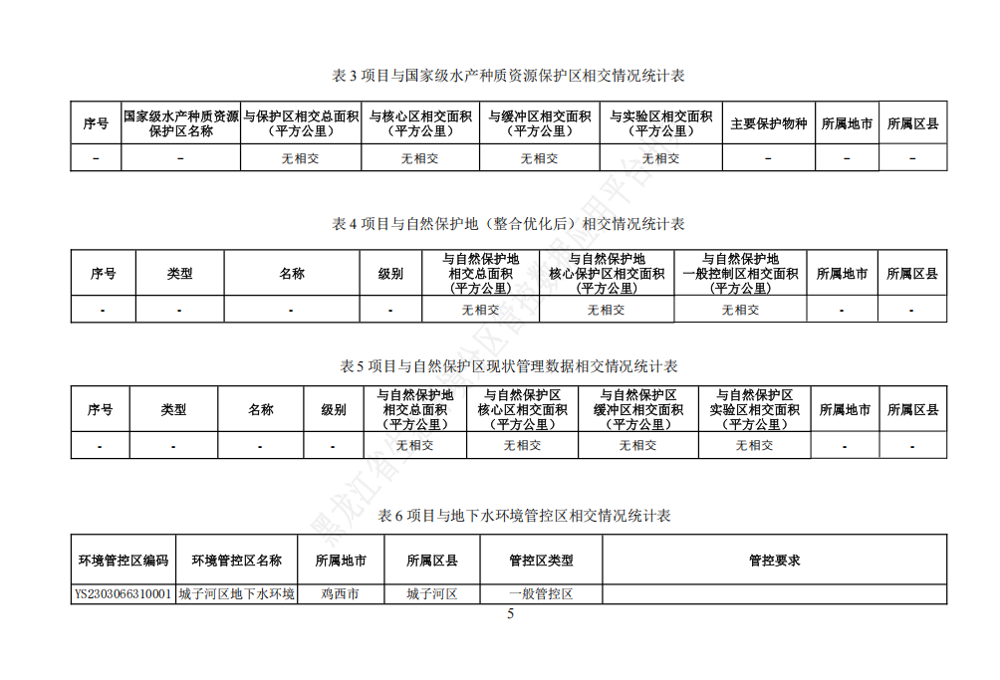 表 3 项目与国家级水产种质资源保护区相交情况统计表
序号 国家级水产种质资源保护区名称 与保护区相交总面积（平方公里） 与核心区相交面积（平方公里） 与缓冲区相交面积（平方公里） 与实验区相交面积（平方公里） 主要保护物种 所属地市 所属区县
– – 无相交 无相交 无相交 无相交 – – –
表 4 项目与自然保护地（整合优化后）相交情况统计表
序号 类型 名称 级别 与自然保护地相交总面积(平方公里) 与自然保护地核心保护区相交面积(平方公里) 与自然保护地一般控制区相交面积(平方公里) 所属地市 所属区县
- - - - 无相交 无相交 无相交 - -
表 5 项目与自然保护区现状管理数据相交情况统计表
序号 类型 名称 级别 与自然保护地相交总面积（平方公里） 与自然保护区核心区相交面积（平方公里） 与自然保护区缓冲区相交面积（平方公里） 与自然保护区实验区相交面积（平方公里） 所属地市 所属区县
- - - - 无相交 无相交 无相交 无相交 - -
表 6 项目与地下水环境管控区相交情况统计表
环境管控区编码 环境管控区名称 所属地市 所属区县 管控区类型 管控要求
YS2303066310001 城子河区地下水环境 鸡西市 城子河区 一般管控区
5